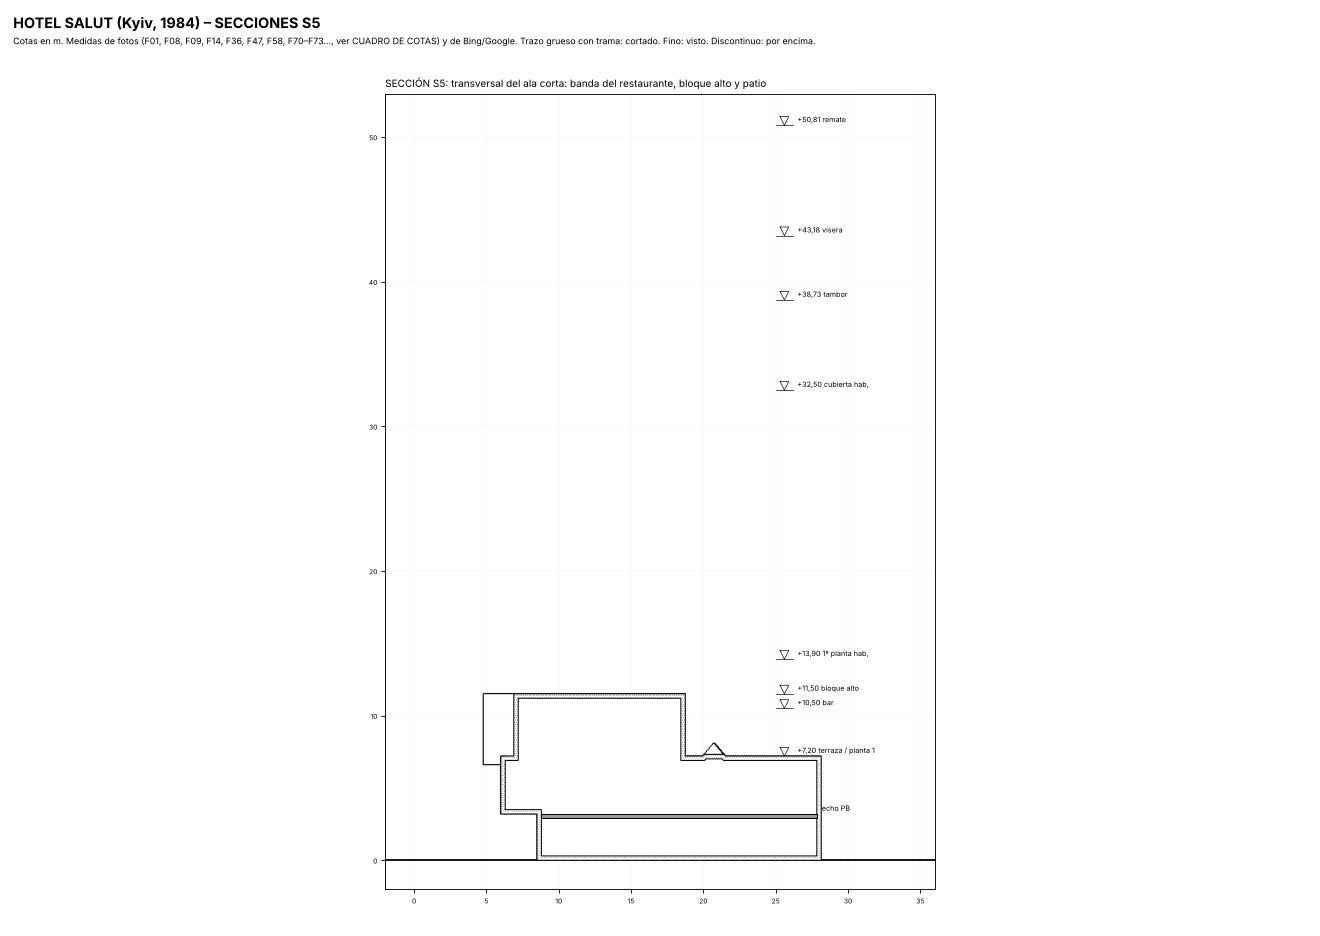 HOTEL SALUT (Kyiv, 1984) – SECCIONES S5
Cotas en m. Medidas de fotos (F01, F08, F09, F14, F36, F47, F58, F70–F73…, ver CUADRO DE COTAS) y de Bing/Google. Trazo grueso con trama: cortado. Fino: visto. Discontinuo: por encima.
SECCIÓN S5: transversal del ala corta: banda del restaurante, bloque alto y patio
+50,81 remate
50
+43,18 visera
+38,73 tambor
40
+32,50 cubierta hab,
30
20
+13,90 1ª planta hab,
+11,50 bloque alto
+10,50 bar
10
+7,20 terraza / planta 1
echo PB
0
0 5 10 15 20 25 30 35